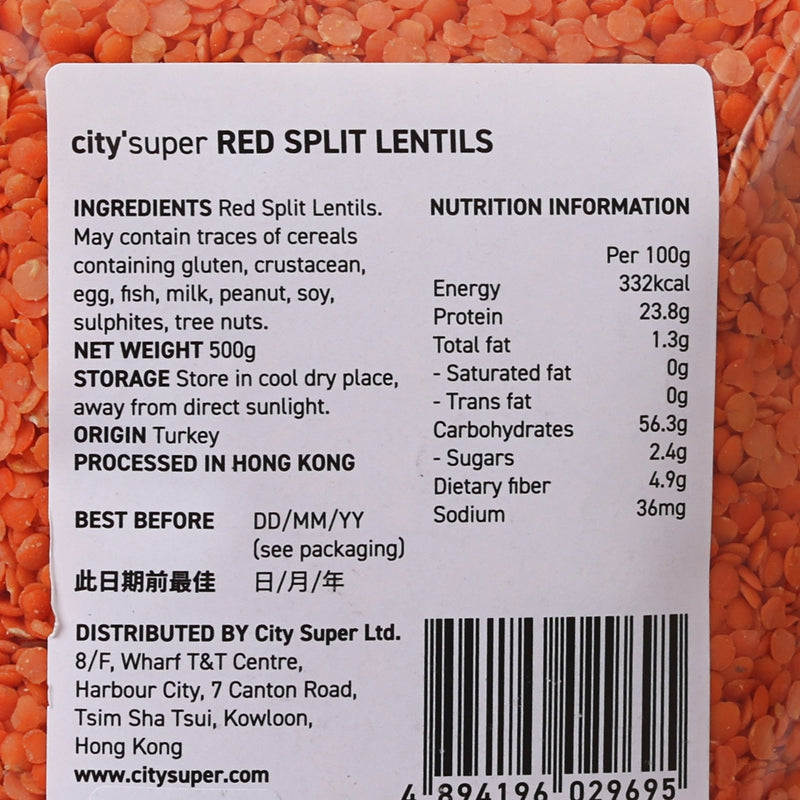 city'super RED SPLIT LENTILS
INGREDIENTS Red Split Lentils.
May contain traces of cereals
containing gluten, crustacean,
egg, fish, milk, peanut, soy,
sulphites, tree nuts.
NET WEIGHT 500g
STORAGE Store in cool dry place,
away from direct sunlight.
ORIGIN Turkey
PROCESSED IN HONG KONG
BEST BEFORE DD/MM/YY
(see packaging)
此日期前最佳 日/月/年
DISTRIBUTED BY City Super Ltd.
8/F, Wharf T&T Centre,
Harbour City, 7 Canton Road,
Tsim Sha Tsui, Kowloon,
Hong Kong
www.citysuper.com
NUTRITION INFORMATION
Per 100g
Energy 332kcal
Protein 23.8g
Total fat 1.3g
- Saturated fat 0g
- Trans fat 0g
Carbohydrates 56.3g
- Sugars 2.4g
Dietary fiber 4.9g
Sodium 36mg
4 894196 029695